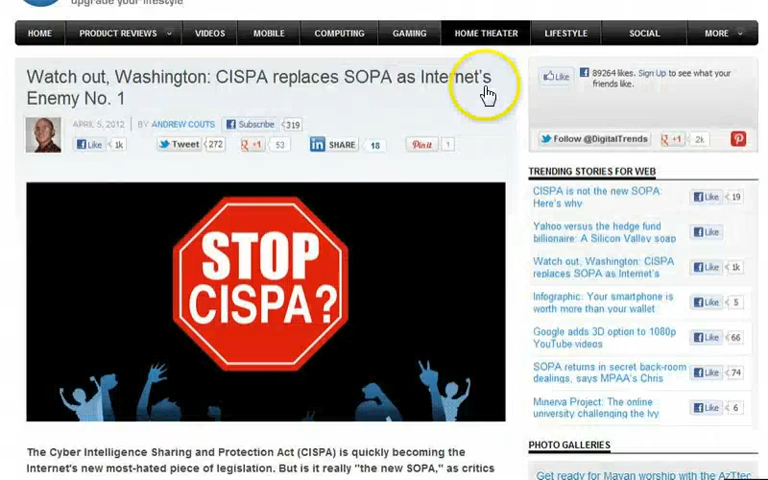 upgrade your lifestyle
HOME PRODUCT REVIEWS VIDEOS MOBILE COMPUTING GAMING HOME THEATER LIFESTYLE SOCIAL MORE
Watch out, Washington: CISPA replaces SOPA as Internet's
Enemy No. 1
APRIL 5, 2012 BY ANDREW COUTS Subscribe 319
Like 1k Tweet 272 +1 53 in SHARE 18 Pin it 1
STOP
CISPA?
The Cyber Intelligence Sharing and Protection Act (CISPA) is quickly becoming the
Internet's new most-hated piece of legislation. But is it really "the new SOPA," as critics
Like 89264 likes. Sign Up to see what your
friends like.
Follow @DigitalTrends +1 2k
TRENDING STORIES FOR WEB
CISPA is not the new SOPA:
Here's why
Like 19
Yahoo versus the hedge fund
billionaire: A Silicon Valley soap
Like
Watch out, Washington: CISPA
replaces SOPA as Internet's
Like 1k
Infographic: Your smartphone is
worth more than your wallet
Like 5
Google adds 3D option to 1080p
YouTube videos
Like 66
SOPA returns in secret back-room
dealings, says MPAA's Chris
Like 74
Minerva Project: The online
university challenging the Ivy
Like 6
PHOTO GALLERIES
Get ready for Mayan worship with the AzTtec